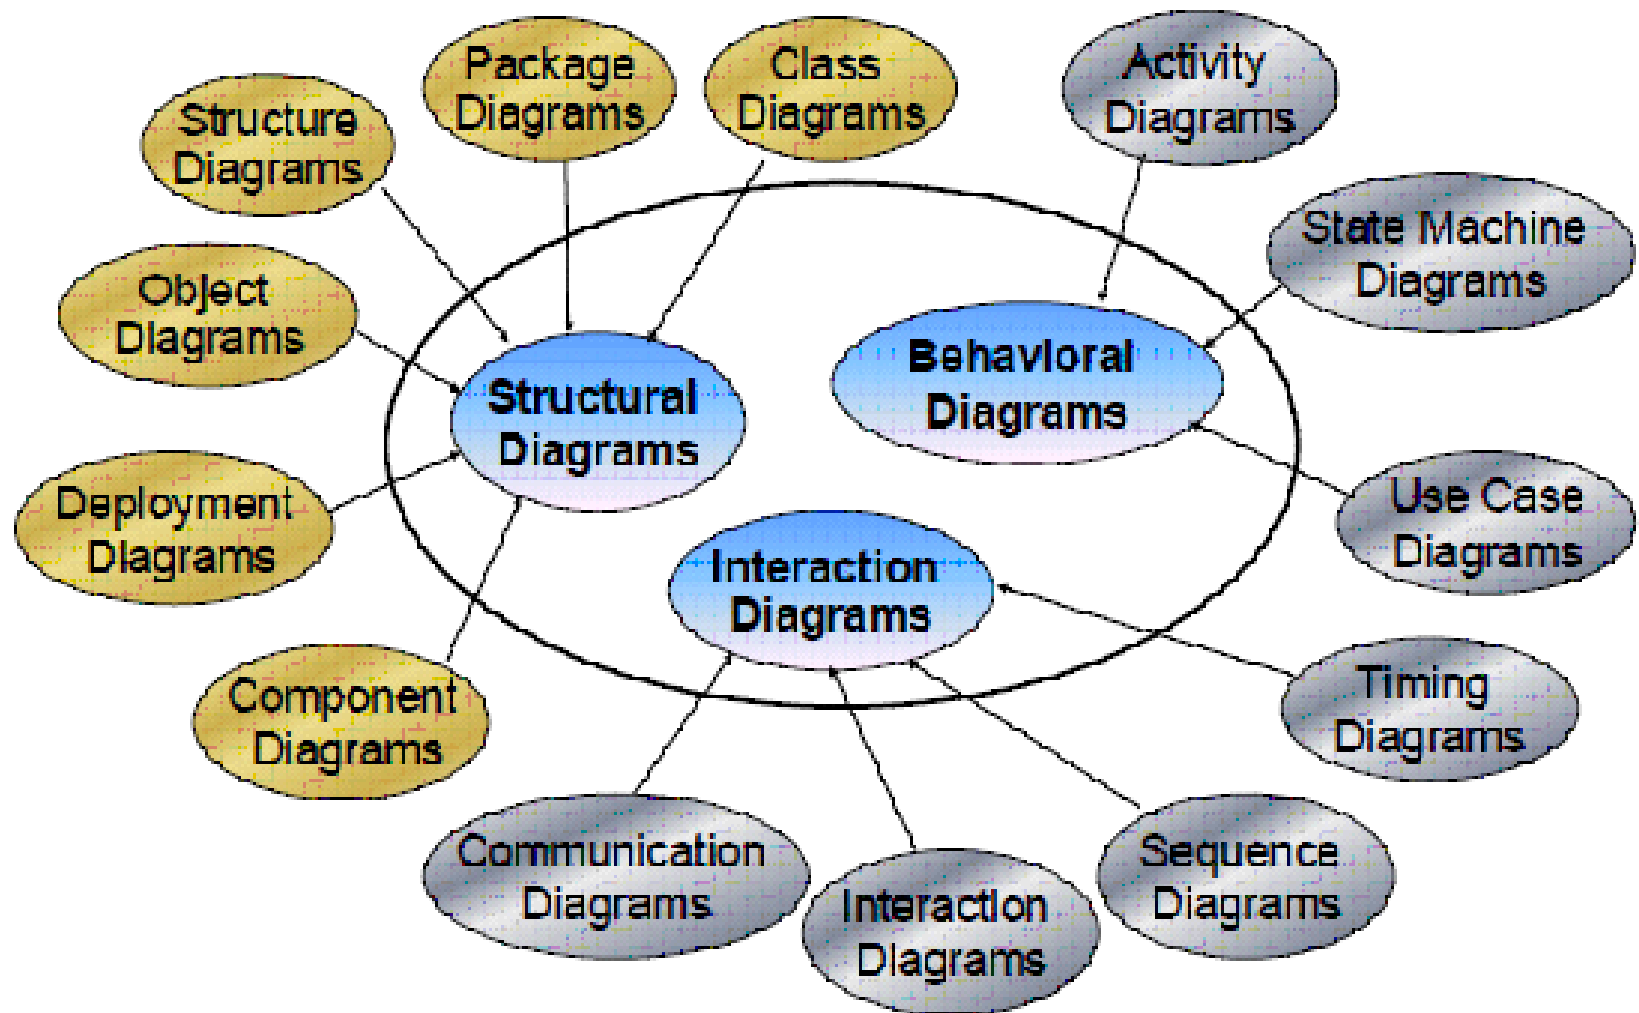 Package
Diagrams
Class
Diagrams
Activity
Diagrams
Structure
Diagrams
State Machine
Diagrams
Object
Diagrams
Behavioral
Diagrams
Structural
Diagrams
Deployment
Diagrams
Use Case
Diagrams
Interaction
Diagrams
Component
Diagrams
Timing
Diagrams
Communication
Diagrams
Interaction
Diagrams
Sequence
Diagrams